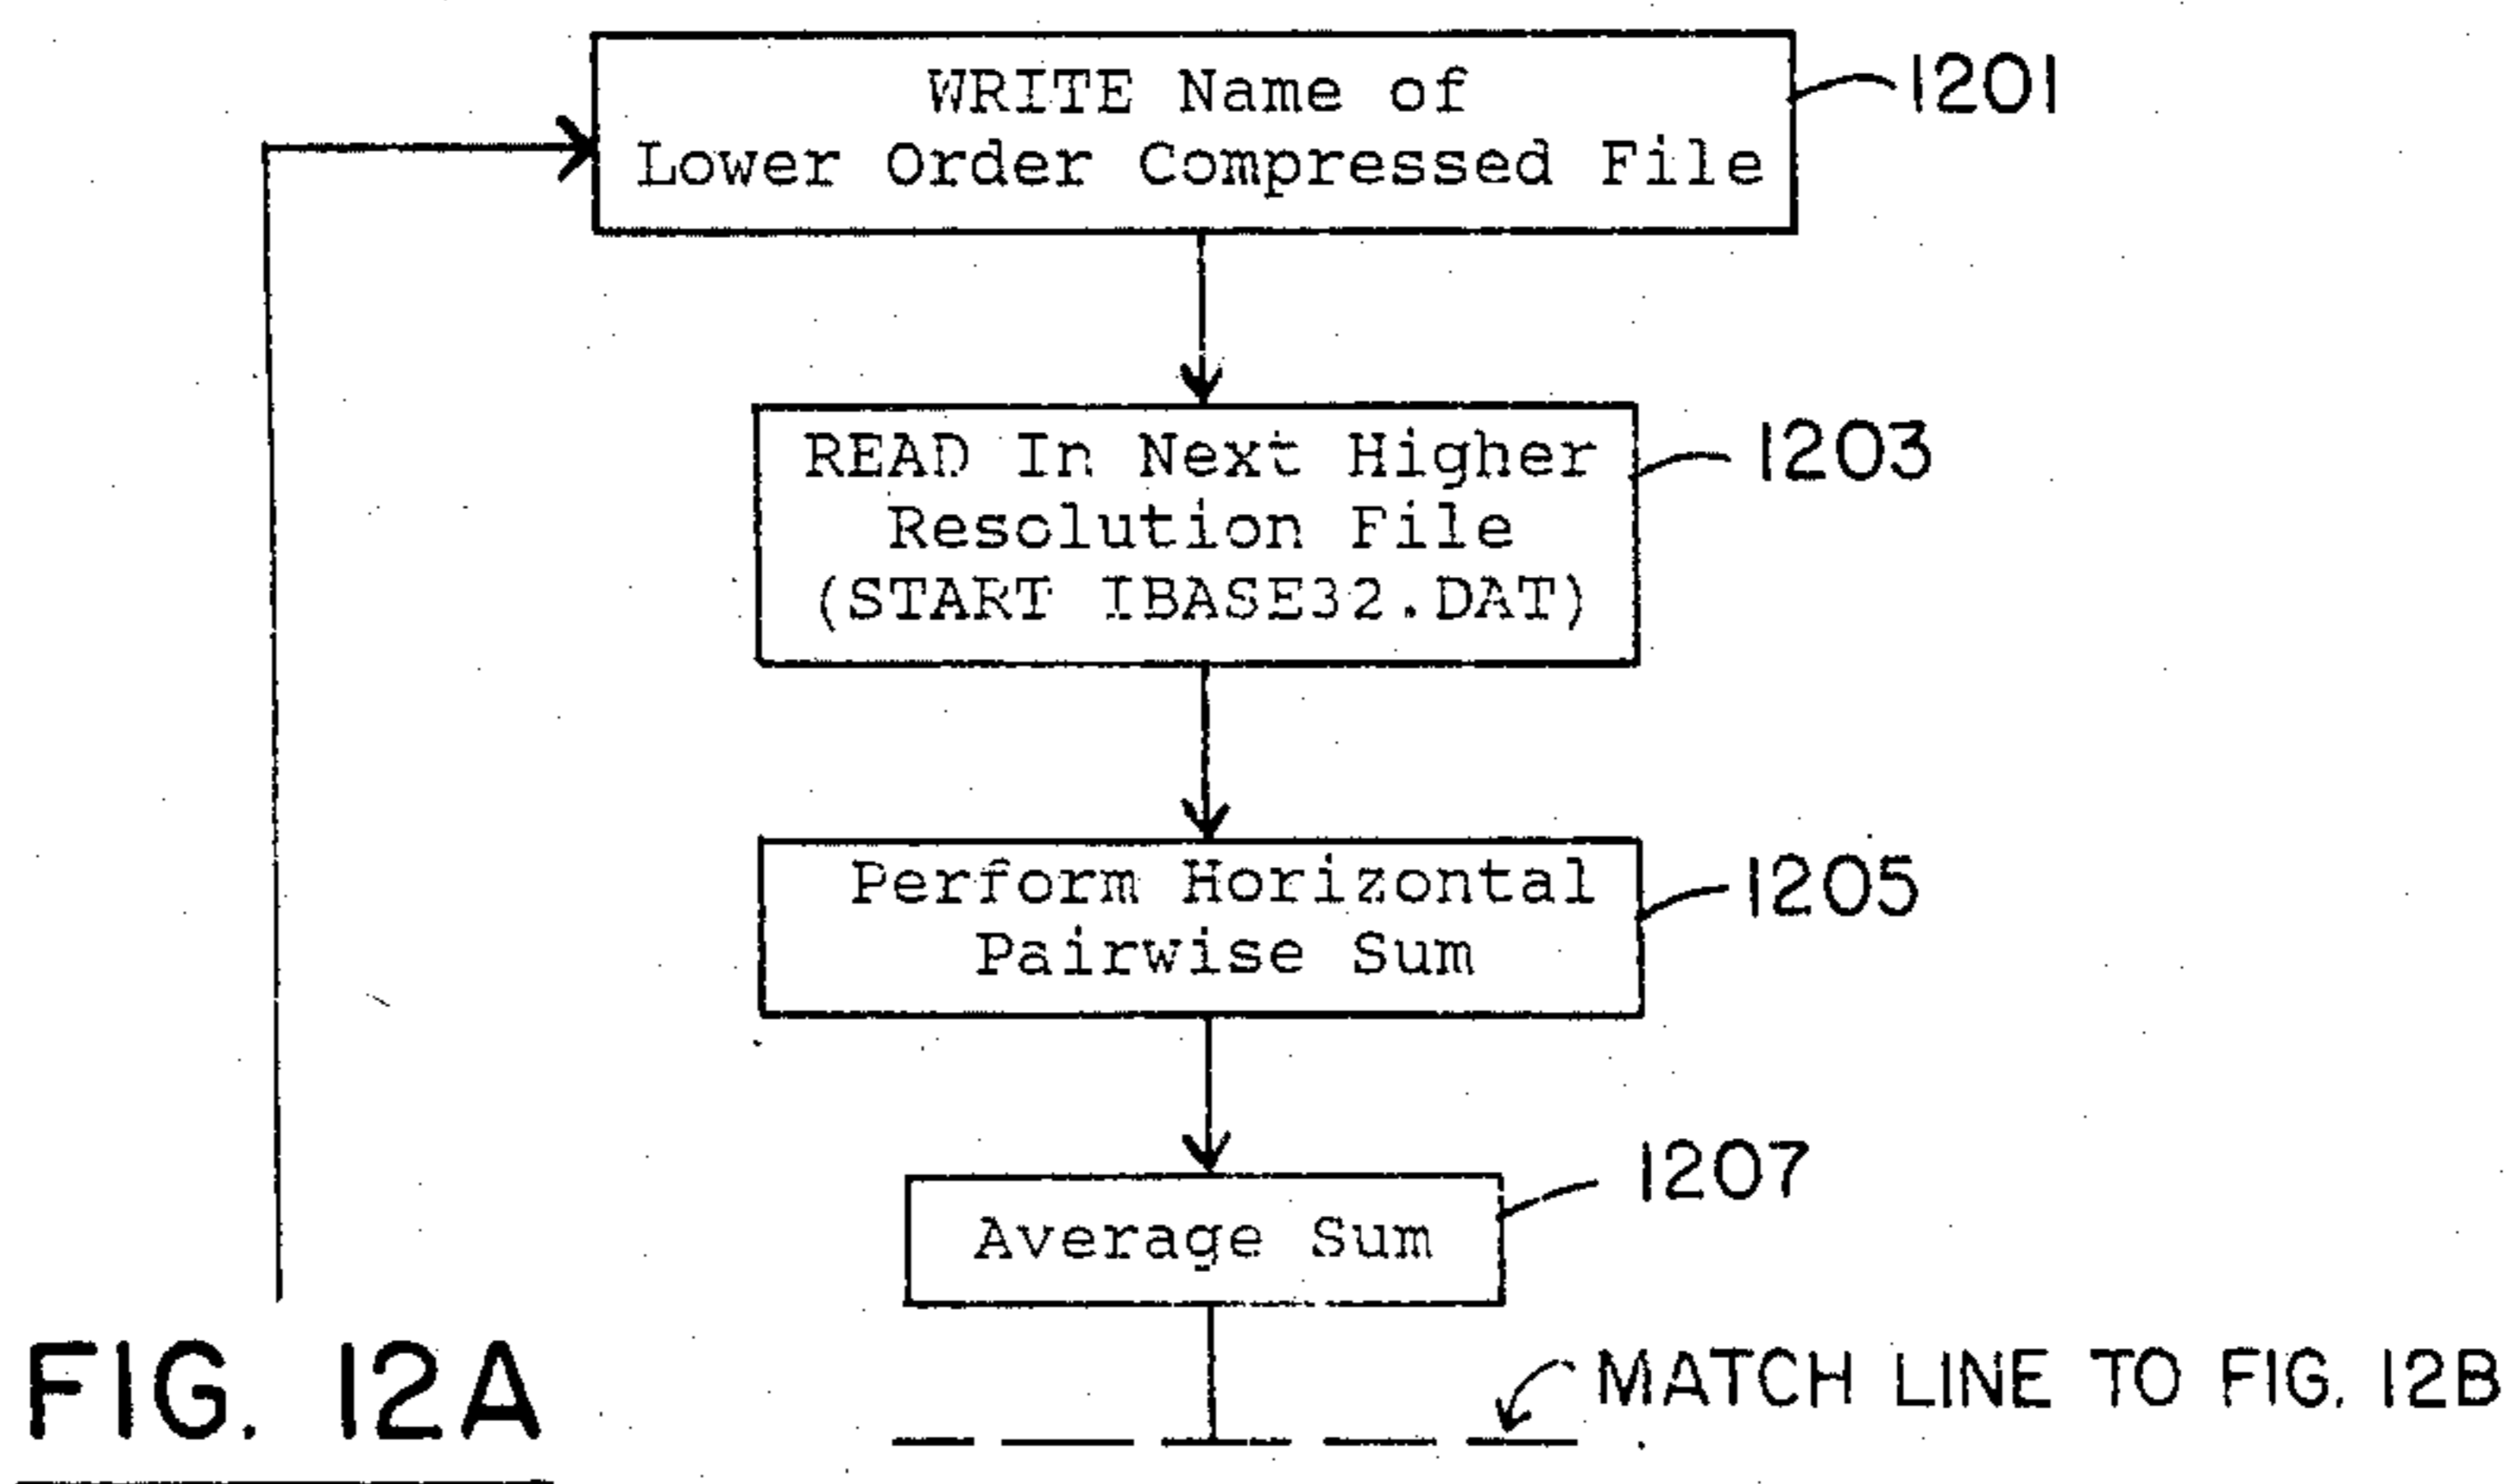 WRITE Name of
Lower Order Compressed File
1201
READ In Next Higher
Resolution File
(START IBASE32.DAT)
1203
Perform Horizontal
Pairwise Sum
1205
Average Sum
1207
MATCH LINE TO FIG. 12B
FIG. 12A